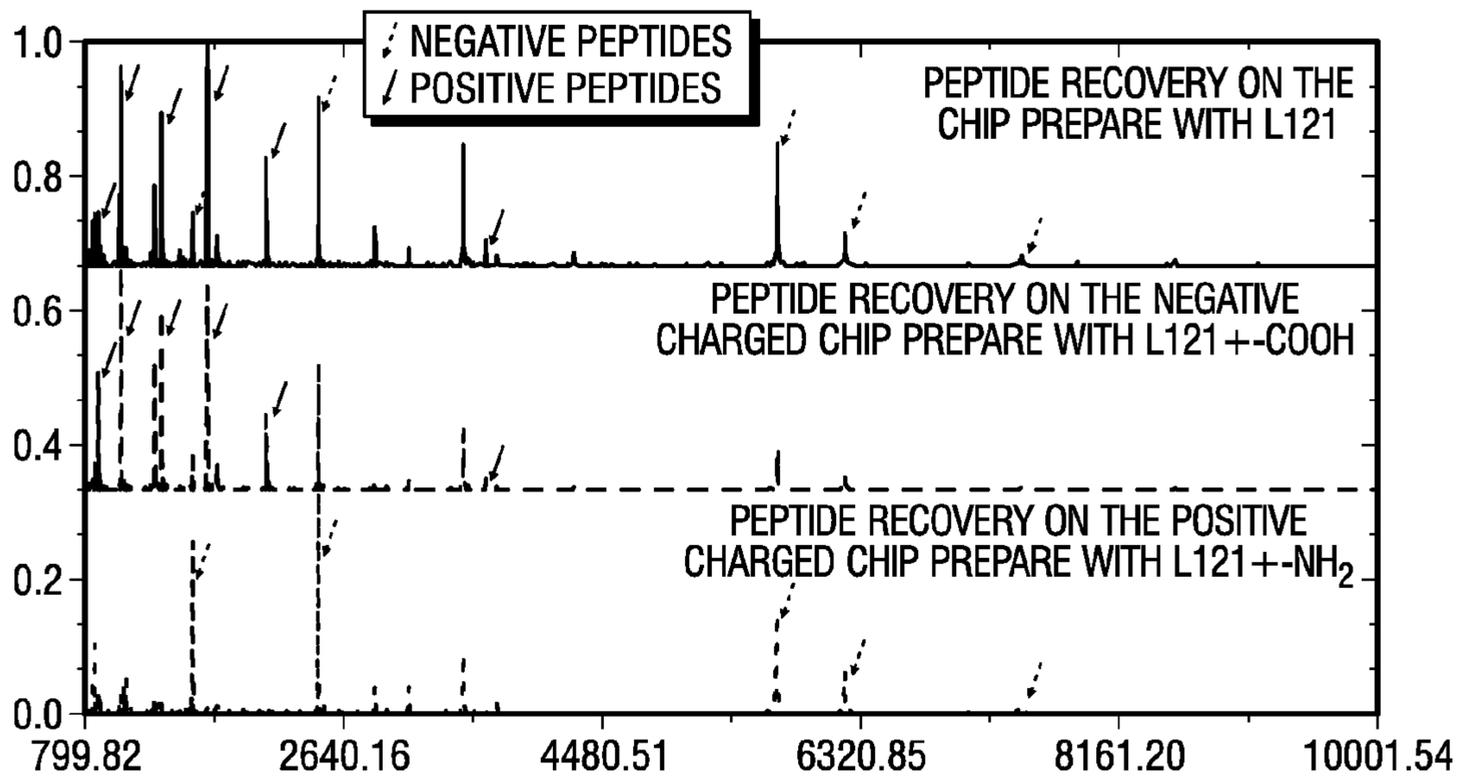 NEGATIVE PEPTIDES
POSITIVE PEPTIDES
PEPTIDE RECOVERY ON THE
CHIP PREPARE WITH L121
PEPTIDE RECOVERY ON THE NEGATIVE
CHARGED CHIP PREPARE WITH L121+-COOH
PEPTIDE RECOVERY ON THE POSITIVE
CHARGED CHIP PREPARE WITH L121+-NH₂
1.0
0.8
0.6
0.4
0.2
0.0
799.82 2640.16 4480.51 6320.85 8161.20 10001.54